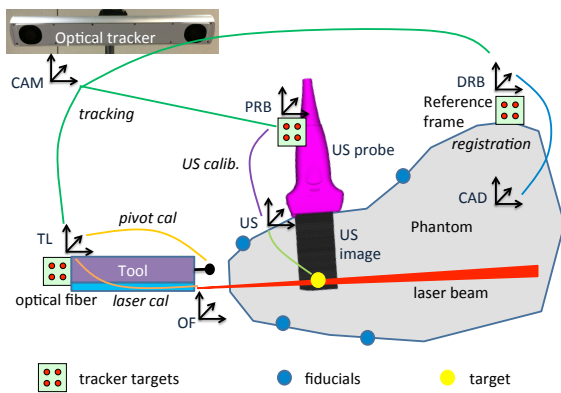 Optical tracker
CAM
DRB
tracking
PRB
Reference
frame
US calib.
US probe
registration
CAD
pivot cal
US
Phantom
TL
US
image
Tool
optical fiber
laser cal
laser beam
OF
tracker targets
fiducials
target